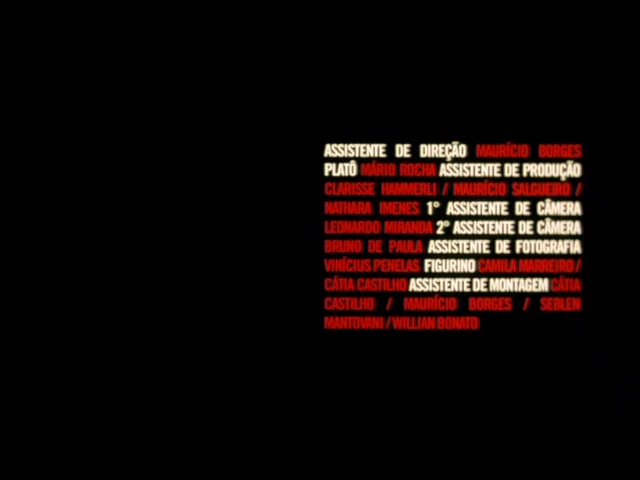 ASSISTENTE DE DIREÇÃO MAURÍCIO BORGES
PLATÔ MÁRIO ROCHA ASSISTENTE DE PRODUÇÃO
CLARISSE HAMMERLI / MAURÍCIO SALGUEIRO /
NATHARA IMENES 1º ASSISTENTE DE CÂMERA
LEONARDO MIRANDA 2º ASSISTENTE DE CÂMERA
BRUNO DE PAULA ASSISTENTE DE FOTOGRAFIA
VINÍCIUS PENELAS FIGURINO CAMILA MARREIRO /
CÁTIA CASTILHO ASSISTENTE DE MONTAGEM CÁTIA
CASTILHO / MAURÍCIO BORGES / SEBLEN
MANTOVANI / WILLIAN BONATO